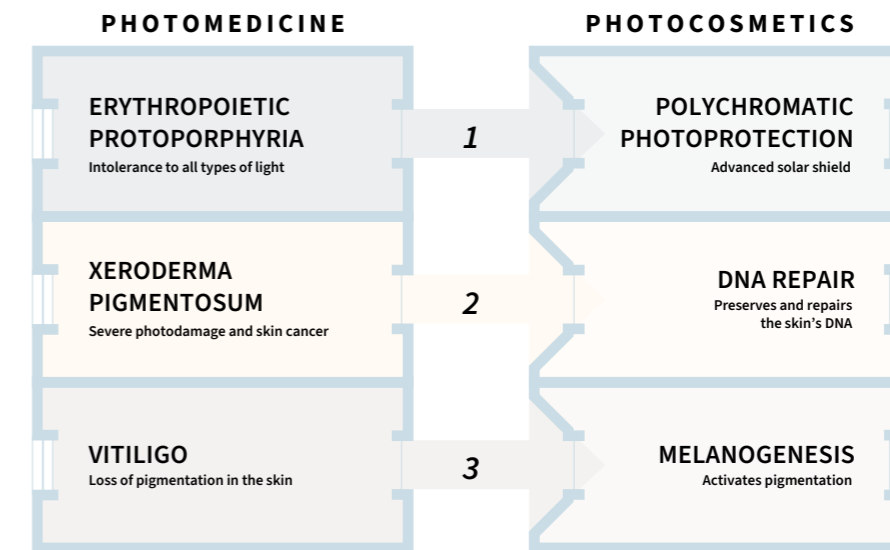 PHOTOMEDICINE
PHOTOCOSMETICS
ERYTHROPOIETIC
PROTOPORPHYRIA
Intolerance to all types of light
1
POLYCHROMATIC
PHOTOPROTECTION
Advanced solar shield
XERODERMA
PIGMENTOSUM
Severe photodamage and skin cancer
2
DNA REPAIR
Preserves and repairs
the skin's DNA
VITILIGO
Loss of pigmentation in the skin
3
MELANOGENESIS
Activates pigmentation